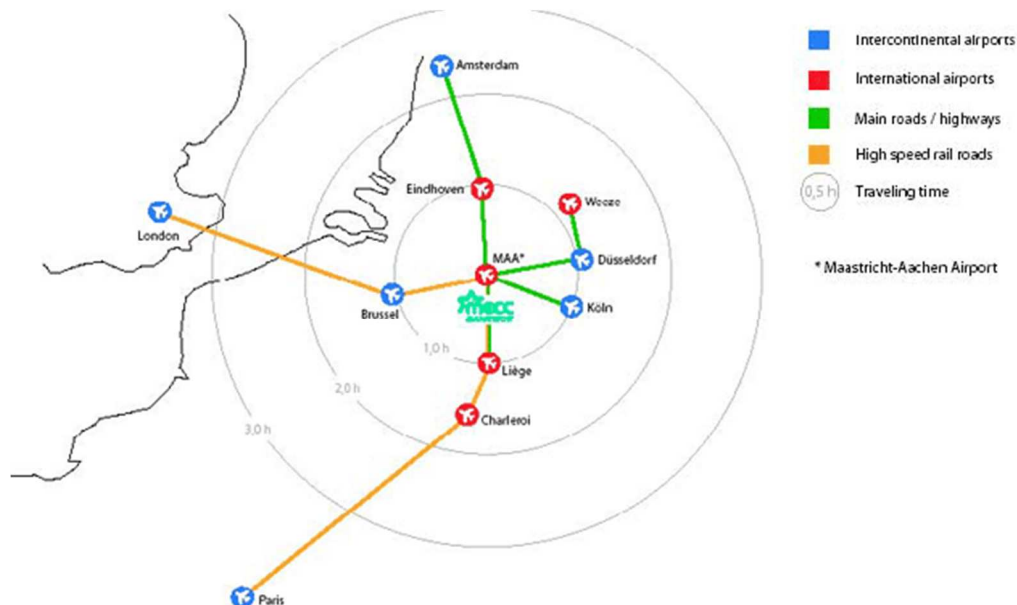 Amsterdam
Eindhoven
Weeze
London
MAA*
Düsseldorf
mecc
Brussel
Köln
1,0 h
Liège
2,0 h
Charleroi
3,0 h
Paris
Intercontinental airports
International airports
Main roads / highways
High speed rail roads
0,5 h Traveling time
* Maastricht-Aachen Airport